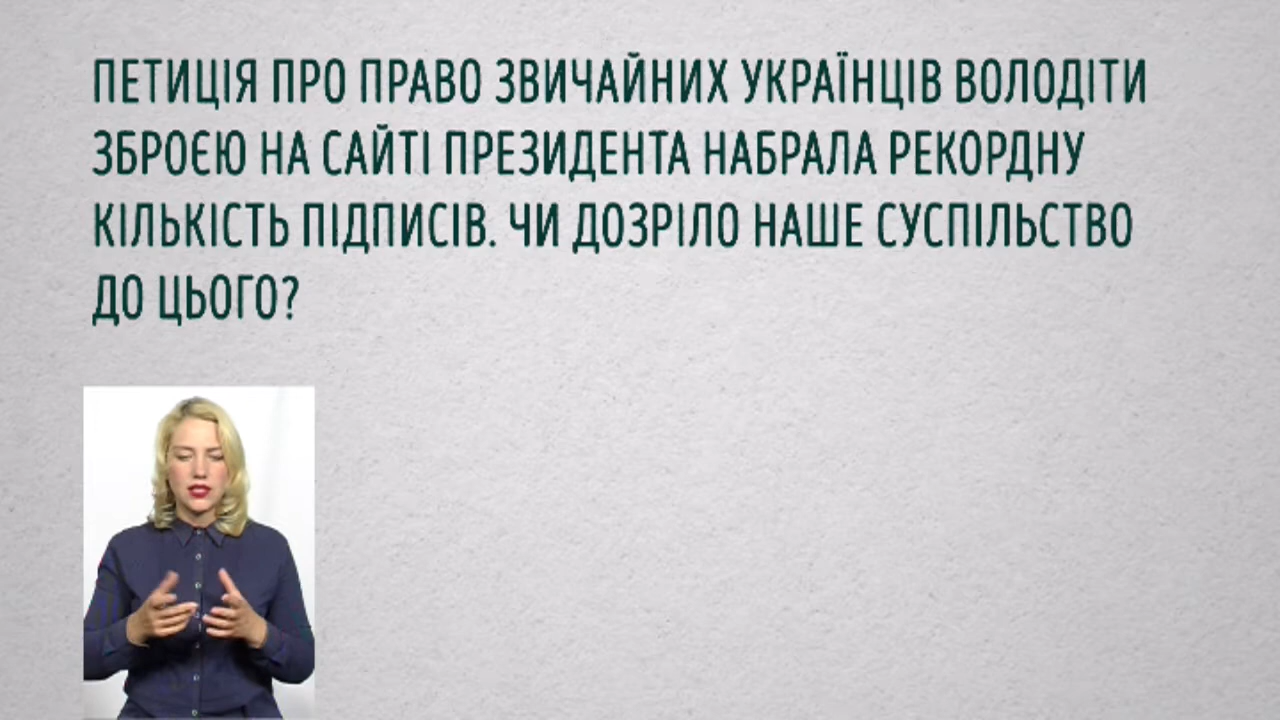 ПЕТИЦІЯ ПРО ПРАВО ЗВИЧАЙНИХ УКРАЇНЦІВ ВОЛОДІТИ
ЗБРОЄЮ НА САЙТІ ПРЕЗИДЕНТА НАБРАЛА РЕКОРДНУ
КІЛЬКІСТЬ ПІДПИСІВ. ЧИ ДОЗРІЛО НАШЕ СУСПІЛЬСТВО
ДО ЦЬОГО?